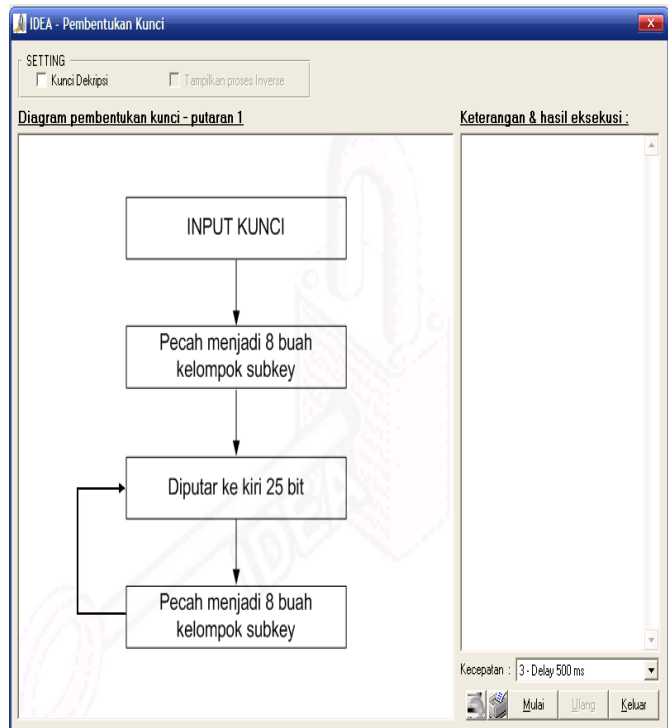 IDEA - Pembentukan Kunci
SETTING
Kunci Dekripsi
Tampilkan proses Inverse
Diagram pembentukan kunci - putaran 1
Keterangan & hasil eksekusi :
INPUT KUNCI
Pecah menjadi 8 buah
kelompok subkey
Diputar ke kiri 25 bit
Pecah menjadi 8 buah
kelompok subkey
IDEA
Kecepatan : 3 - Delay 500 ms
Mulai Ulang Keluar